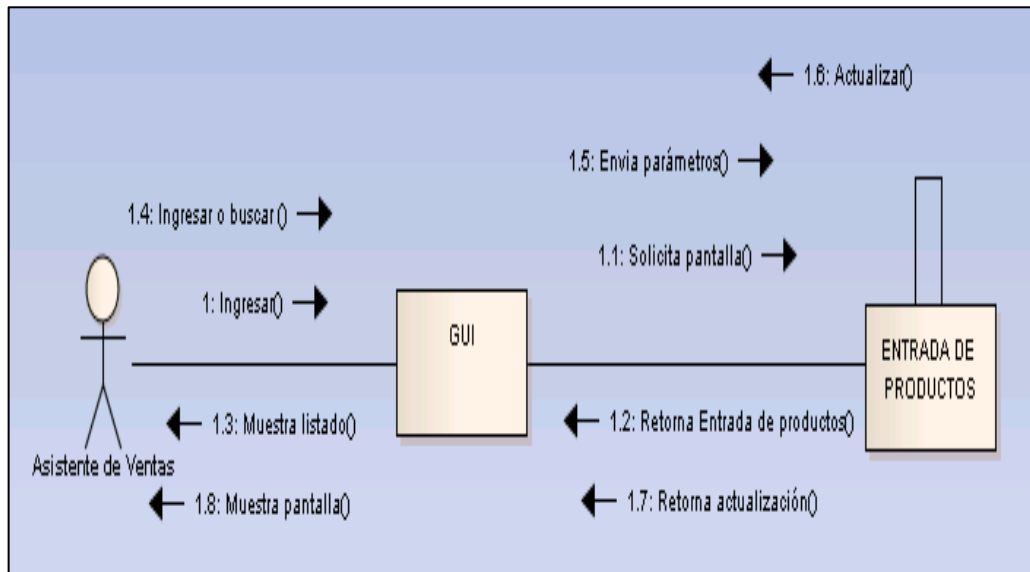 1.6: Actualizar()
1.5: Envia parámetros()
1.4: Ingresar o buscar()
1.1: Solicita pantalla()
1: Ingresar()
GUI
ENTRADA DE
PRODUCTOS
1.3: Muestra listado()
1.2: Retorna Entrada de productos()
Asistente de Ventas
1.8: Muestra pantalla()
1.7: Retorna actualización()